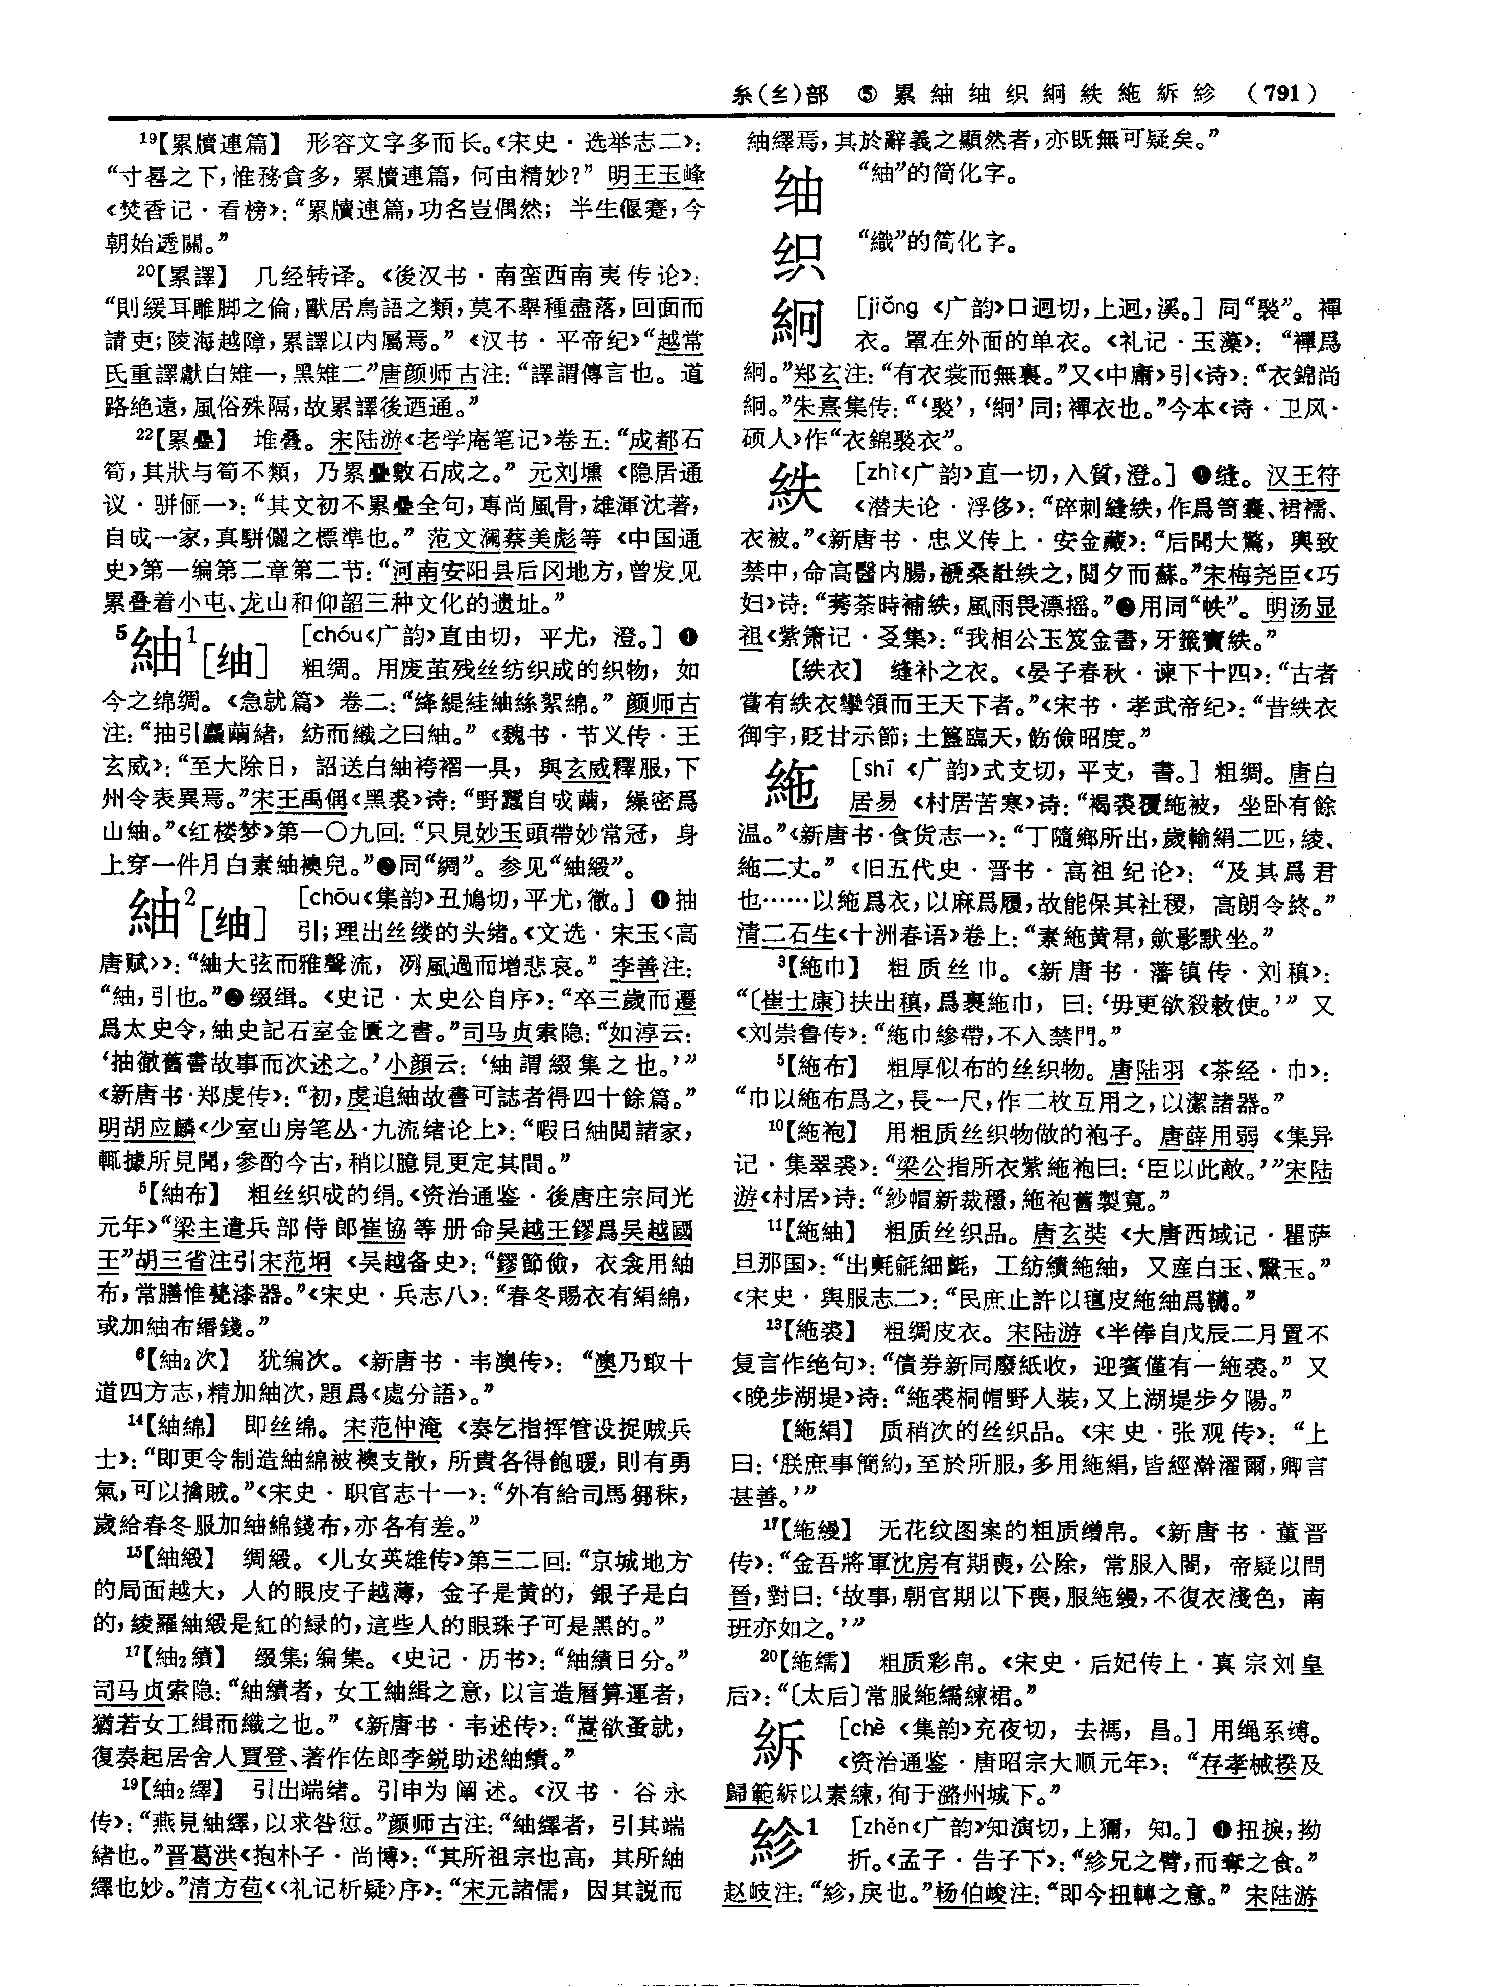 糸(纟)部 ⑤ 累紬䌷织絅紩絁䋲紾 (791)
19【累牘連篇】 形容文字多而长。《宋史·选举志二》：
“寸晷之下，惟務貪多，累牘連篇，何由精妙？”明王玉峰
《焚香记·看榜》：“累牘連篇，功名豈偶然；半生偃蹇，今
朝始透關。”
20【累譯】 几经转译。《後汉书·南蛮西南夷传论》：
“則緩耳雕脚之倫，獸居鳥語之類，莫不舉種盡落，回面而
請吏；陵海越障，累譯以内屬焉。”《汉书·平帝纪》“越常
氏重譯獻白雉一，黑雉二”唐颜师古注：“譯謂傳言也。道
路絶遠，風俗殊隔，故累譯後迺通。”
22【累疊】 堆叠。宋陆游《老学庵笔记》卷五：“成都石
筍，其狀与筍不類，乃累疊數石成之。”元刘壎《隐居通
议·骈俪一》：“其文初不累疊全句，專尚風骨，雄渾沈著，
自成一家，真駢儷之標準也。”范文澜蔡美彪等《中国通
史》第一编第二章第二节：“河南安阳县后冈地方，曾发见
累叠着小屯、龙山和仰韶三种文化的遗址。”
5紬1[䌷] [chóu《广韵》直由切，平尤，澄。] ❶
粗绸。用废茧残丝纺织成的织物，如
今之绵绸。《急就篇》卷二：“絳緹絓紬絲絮綿。”颜师古
注：“抽引麤繭緒，紡而織之曰紬。”《魏书·节义传·王
玄威》：“至大除日，詔送白紬袴褶一具，與玄威釋服，下
州令表異焉。”宋王禹偁《黑裘》诗：“野蠶自成繭，繰密爲
山紬。”《红楼梦》第一〇九回：“只見妙玉頭帶妙常冠，身
上穿一件月白素紬襖兒。”❷同“綢”。参见“紬緞”。
紬2[䌷] [chōu《集韵》丑鳩切，平尤，徹。] ❶抽
引；理出丝缕的头绪。《文选·宋玉〈高
唐赋〉》：“紬大弦而雅聲流，冽風過而增悲哀。”李善注：
“紬，引也。”❷缀缉。《史记·太史公自序》：“卒三歲而遷
爲太史令，紬史記石室金匱之書。”司马贞索隐：“如淳云：
‘抽徹舊書故事而次述之。’小顔云：‘紬謂綴集之也。’”
《新唐书·郑虔传》：“初，虔追紬故書可誌者得四十餘篇。”
明胡应麟《少室山房笔丛·九流绪论上》：“暇日紬閲諸家，
輒據所見聞，參酌今古，稍以臆見更定其間。”
5【紬布】 粗丝织成的绢。《资治通鉴·後唐庄宗同光
元年》“梁主遣兵部侍郎崔協等册命吴越王鏐爲吴越國
王”胡三省注引宋范坰《吴越备史》：“鏐節儉，衣衾用紬
布，常膳惟甆漆器。”《宋史·兵志八》：“春冬賜衣有絹綿，
或加紬布緡錢。”
6【紬2次】 犹编次。《新唐书·韦澳传》：“澳乃取十
道四方志，精加紬次，題爲《處分語》。”
14【紬綿】 即丝绵。宋范仲淹《奏乞指挥管设捉贼兵
士》：“即更令制造紬綿被襖支散，所貴各得飽暖，則有勇
氣，可以擒賊。”《宋史·职官志十一》：“外有給司馬芻秣，
歲給春冬服加紬綿錢布，亦各有差。”
15【紬緞】 绸緞。《儿女英雄传》第三二回：“京城地方
的局面越大，人的眼皮子越薄，金子是黄的，銀子是白
的，綾羅紬緞是紅的緑的，這些人的眼珠子可是黑的。”
17【紬2績】 缀集；编集。《史记·历书》：“紬績日分。”
司马贞索隐：“紬績者，女工紬緝之意，以言造曆算運者，
猶若女工緝而織之也。”《新唐书·韦述传》：“嵩欲蚤就，
復奏起居舍人賈登、著作佐郎李鋭助述紬績。”
19【紬2繹】 引出端绪。引申为阐述。《汉书·谷永
传》：“燕見紬繹，以求咎愆。”颜师古注：“紬繹者，引其端
緒也。”晋葛洪《抱朴子·尚博》：“其所祖宗也高，其所紬
繹也妙。”清方苞《〈礼记析疑〉序》：“宋元諸儒，因其説而
紬繹焉，其於辭義之顯然者，亦既無可疑矣。”
䌷 “紬”的简化字。
织 “織”的简化字。
絅 [jiǒng《广韵》口迥切，上迥，溪。] 同“褧”。襌
衣。罩在外面的单衣。《礼记·玉藻》：“襌爲
絅。”郑玄注：“有衣裳而無裏。”又《中庸》引《诗》：“衣錦尚
絅。”朱熹集传：“‘褧’，‘絅’同；襌衣也。”今本《诗·卫风·
硕人》作“衣錦褧衣”。
紩 [zhì《广韵》直一切，入質，澄。] ❶缝。汉王符
《潜夫论·浮侈》：“碎刺縫紩，作爲笥囊、裙襦、
衣被。”《新唐书·忠义传上·安金藏》：“后聞大驚，輿致
禁中，命高醫内腸，褫桑䊷紩之，閲夕而蘇。”宋梅尧臣《巧
妇》诗：“莠茶時補紩，風雨畏漂摇。”❷用同“帙”。明汤显
祖《紫箫记·㕛集》：“我相公玉笈金書，牙籤寳紩。”
【紩衣】 缝补之衣。《晏子春秋·谏下十四》：“古者
嘗有紩衣攣領而王天下者。”《宋书·孝武帝纪》：“昔紩衣
御宇，貶甘示節；土簋臨天，飭儉昭度。”
絁 [shī《广韵》式支切，平支，書。] 粗绸。唐白
居易《村居苦寒》诗：“褐裘覆絁被，坐卧有餘
温。”《新唐书·食货志一》：“丁隨鄉所出，歲輸絹二匹，綾、
絁二丈。”《旧五代史·晋书·高祖纪论》：“及其爲君
也……以絁爲衣，以麻爲履，故能保其社稷，高朗令終。”
清二石生《十洲春语》卷上：“素絁黄帬，斂影默坐。”
3【絁巾】 粗质丝巾。《新唐书·藩镇传·刘稹》：
“〔崔士康〕扶出稹，爲裹絁巾，曰：‘毋更欲殺敕使。’”又
《刘崇鲁传》：“絁巾縿帶，不入禁門。”
5【絁布】 粗厚似布的丝织物。唐陆羽《茶经·巾》：
“巾以絁布爲之，長一尺，作二枚互用之，以潔諸器。”
10【絁袍】 用粗质丝织物做的袍子。唐薛用弱《集异
记·集翠裘》：“梁公指所衣紫絁袍曰：‘臣以此敵。’”宋陆
游《村居》诗：“紗帽新裁穩，絁袍舊製寬。”
11【絁紬】 粗质丝织品。唐玄奘《大唐西域记·瞿萨
旦那国》：“出氍毹細氎，工紡績絁紬，又産白玉、黳玉。”
《宋史·舆服志二》：“民庶止許以氊皮絁紬爲韉。”
13【絁裘】 粗绸皮衣。宋陆游《半俸自戊辰二月置不
复言作绝句》：“債券新同廢紙收，迎賓僅有一絁裘。”又
《晚步湖堤》诗：“絁裘桐帽野人裝，又上湖堤步夕陽。”
【絁絹】 质稍次的丝织品。《宋史·张观传》：“上
曰：‘朕庶事簡約，至於所服，多用絁絹，皆經澣濯爾，卿言
甚善。’”
17【絁縵】 无花纹图案的粗质缯帛。《新唐书·董晋
传》：“金吾將軍沈房有期喪，公除，常服入閤，帝疑以問
晉，對曰：‘故事，朝官期以下喪，服絁縵，不復衣淺色，南
班亦如之。’”
20【絁繻】 粗质彩帛。《宋史·后妃传上·真宗刘皇
后》：“〔太后〕常服絁繻練裙。”
䋲 [chè《集韵》充夜切，去禡，昌。] 用绳系缚。
《资治通鉴·唐昭宗大顺元年》：“存孝械揆及
歸範䋲以素練，徇于潞州城下。”
紾1 [zhěn《广韵》知演切，上獮，知。] ❶扭捩，拗
折。《孟子·告子下》：“紾兄之臂，而奪之食。”
赵岐注：“紾，戾也。”杨伯峻注：“即今扭轉之意。”宋陆游